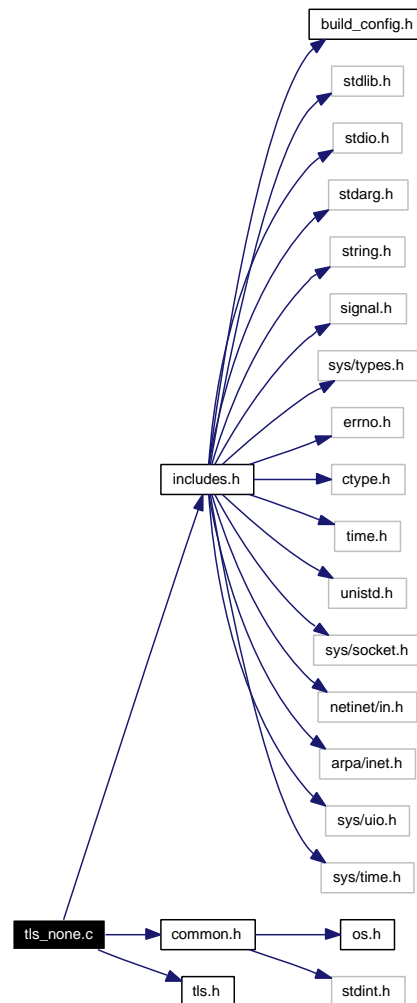 build_config.h
stdlib.h
stdio.h
stdarg.h
string.h
signal.h
sys/types.h
errno.h
includes.h
ctype.h
time.h
unistd.h
sys/socket.h
netinet/in.h
arpa/inet.h
sys/uio.h
sys/time.h
tls_none.c
common.h
os.h
tls.h
stdint.h